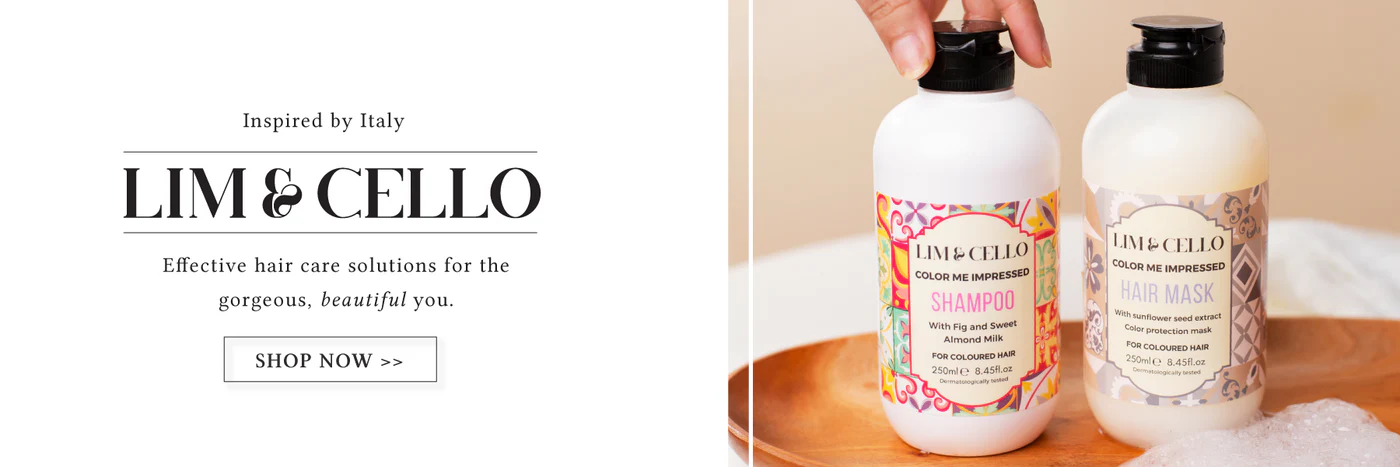 Inspired by Italy
LIM & CELLO
Effective hair care solutions for the
gorgeous, beautiful you.
SHOP NOW >>
LIM & CELLO
COLOR ME IMPRESSED
SHAMPOO
With Fig and Sweet
Almond Milk
FOR COLOURED HAIR
250ml℮ 8.45fl.oz
Dermatologically tested
LIM & CELLO
COLOR ME IMPRESSED
HAIR MASK
With sunflower seed extract
Color protection mask
FOR COLOURED HAIR
250ml℮ 8.45fl.oz
Dermatologically tested